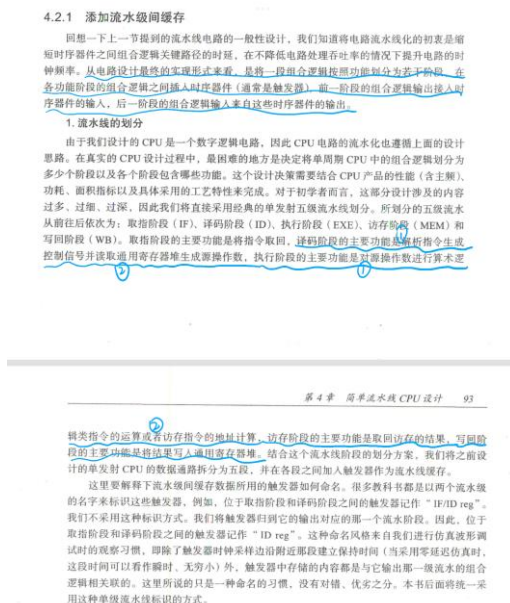 4.2.1 添加流水级间缓存
回想一下上一节提到的流水线电路的一般性设计，我们知道将电路流水线化的初衷是缩
短时序器件之间组合逻辑关键路径的时延，在不降低电路处理吞吐率的情况下提升电路的时
钟频率。从电路设计最终的实现形式来看，是将一段组合逻辑按照功能划分为若干阶段，在
各功能阶段的组合逻辑之间插入时序器件（通常是触发器），前一阶段的组合逻辑输出接入时
序器件的输入，后一阶段的组合逻辑输入来自这些时序器件的输出。
1. 流水线的划分
由于我们设计的 CPU 是一个数字逻辑电路，因此 CPU 电路的流水化也遵循上面的设计
思路。在真实的 CPU 设计过程中，最困难的地方是决定将单周期 CPU 中的组合逻辑划分为
多少个阶段以及各个阶段包含哪些功能。这个设计决策需要结合 CPU 产品的性能（含主频）、
功耗、面积指标以及具体采用的工艺特性来完成。对于初学者而言，这部分设计涉及的内容
过多、过细、过深，因此我们将直接采用经典的单发射五级流水线划分。所划分的五级流水
从前往后依次为：取指阶段（IF）、译码阶段（ID）、执行阶段（EXE）、访存阶段（MEM）和
写回阶段（WB）。取指阶段的主要功能是将指令取回，译码阶段的主要功能是解析指令生成
①
控制信号并读取通用寄存器堆生成源操作数，执行阶段的主要功能是对源操作数进行算术逻
② ①
第 4 章 简单流水线 CPU 设计 93
②
辑类指令的运算或者访存指令的地址计算，访存阶段的主要功能是取回访存的结果，写回阶
段的主要功能是将结果写入通用寄存器堆。结合这个流水线阶段的划分方案，我们将之前设
计的单发射 CPU 的数据通路拆分为五段，并在各段之间加入触发器作为流水线缓存。
这里要解释下流水级间缓存数据所用的触发器如何命名。很多教科书都是以两个流水级
的名字来标识这些触发器，例如，位于取指阶段和译码阶段之间的触发器记作 “IF/ID reg”。
我们不采用这种标识方式。我们将触发器归到它的输出对应的那一个流水阶段。因此，位于
取指阶段和译码阶段之间的触发器记作 “ID reg”。这种命名风格来自我们进行仿真波形调
试时的观察习惯，即除了触发器时钟采样边沿附近那段建立保持时间（当采用零延迟仿真时，
这段时间可以看作瞬时、无穷小）外，触发器中存储的内容都是与它输出那一级流水的组合
逻辑相关联的。这里所说的只是一种命名的习惯，没有对错、优劣之分。本书后面将统一采
用这种单级流水线标识的方式。